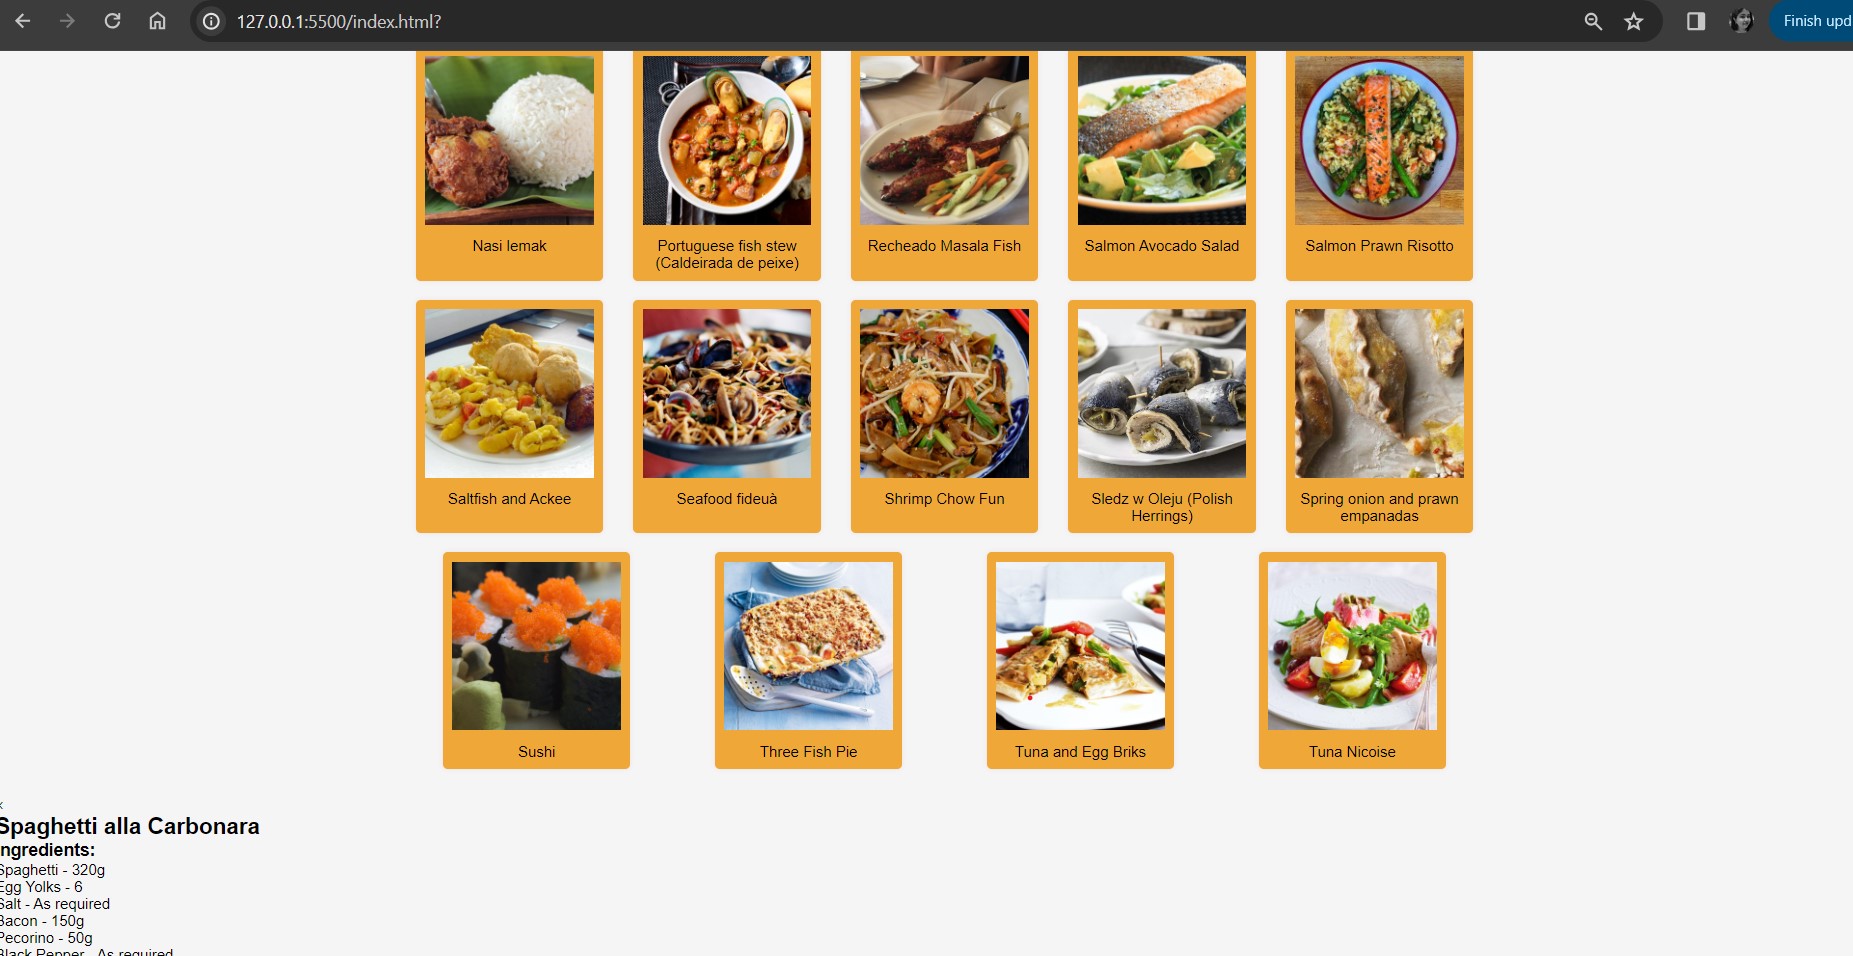 127.0.0.1:5500/index.html?
Finish upd
Nasi lemak
Portuguese fish stew
(Caldeirada de peixe)
Recheado Masala Fish
Salmon Avocado Salad
Salmon Prawn Risotto
Saltfish and Ackee
Seafood fideuà
Shrimp Chow Fun
Sledz w Oleju (Polish
Herrings)
Spring onion and prawn
empanadas
Sushi
Three Fish Pie
Tuna and Egg Briks
Tuna Nicoise
×
Spaghetti alla Carbonara
Ingredients:
Spaghetti - 320g
Egg Yolks - 6
Salt - As required
Bacon - 150g
Pecorino - 50g
Black Pepper - As required